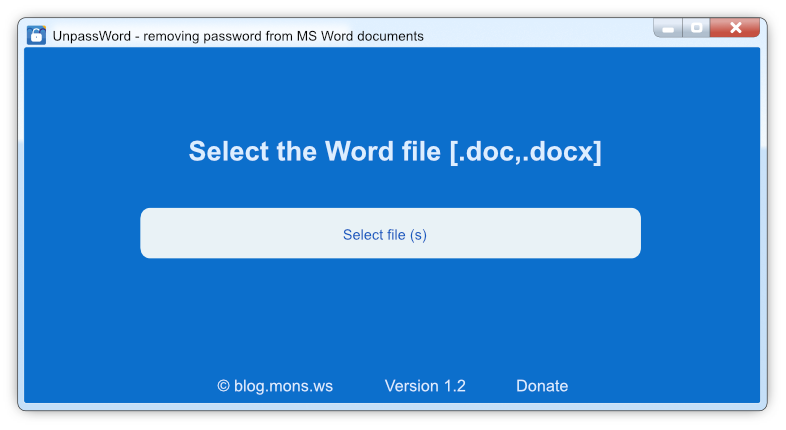 UnpassWord - removing password from MS Word documents
Select the Word file [.doc,.docx]
Select file (s)
© blog.mons.ws Version 1.2 Donate